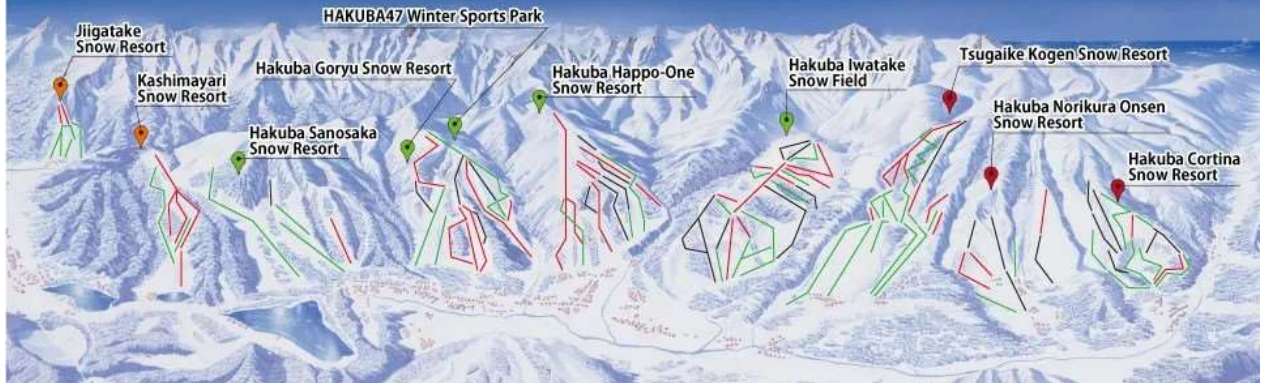 HAKUBA47 Winter Sports Park
Jiigatake
Snow Resort
Kashimayari
Snow Resort
Hakuba Goryu Snow Resort
Hakuba Sanosaka
Snow Resort
Hakuba Happo-One
Snow Resort
Hakuba Iwatake
Snow Field
Tsugaike Kogen Snow Resort
Hakuba Norikura Onsen
Snow Resort
Hakuba Cortina
Snow Resort